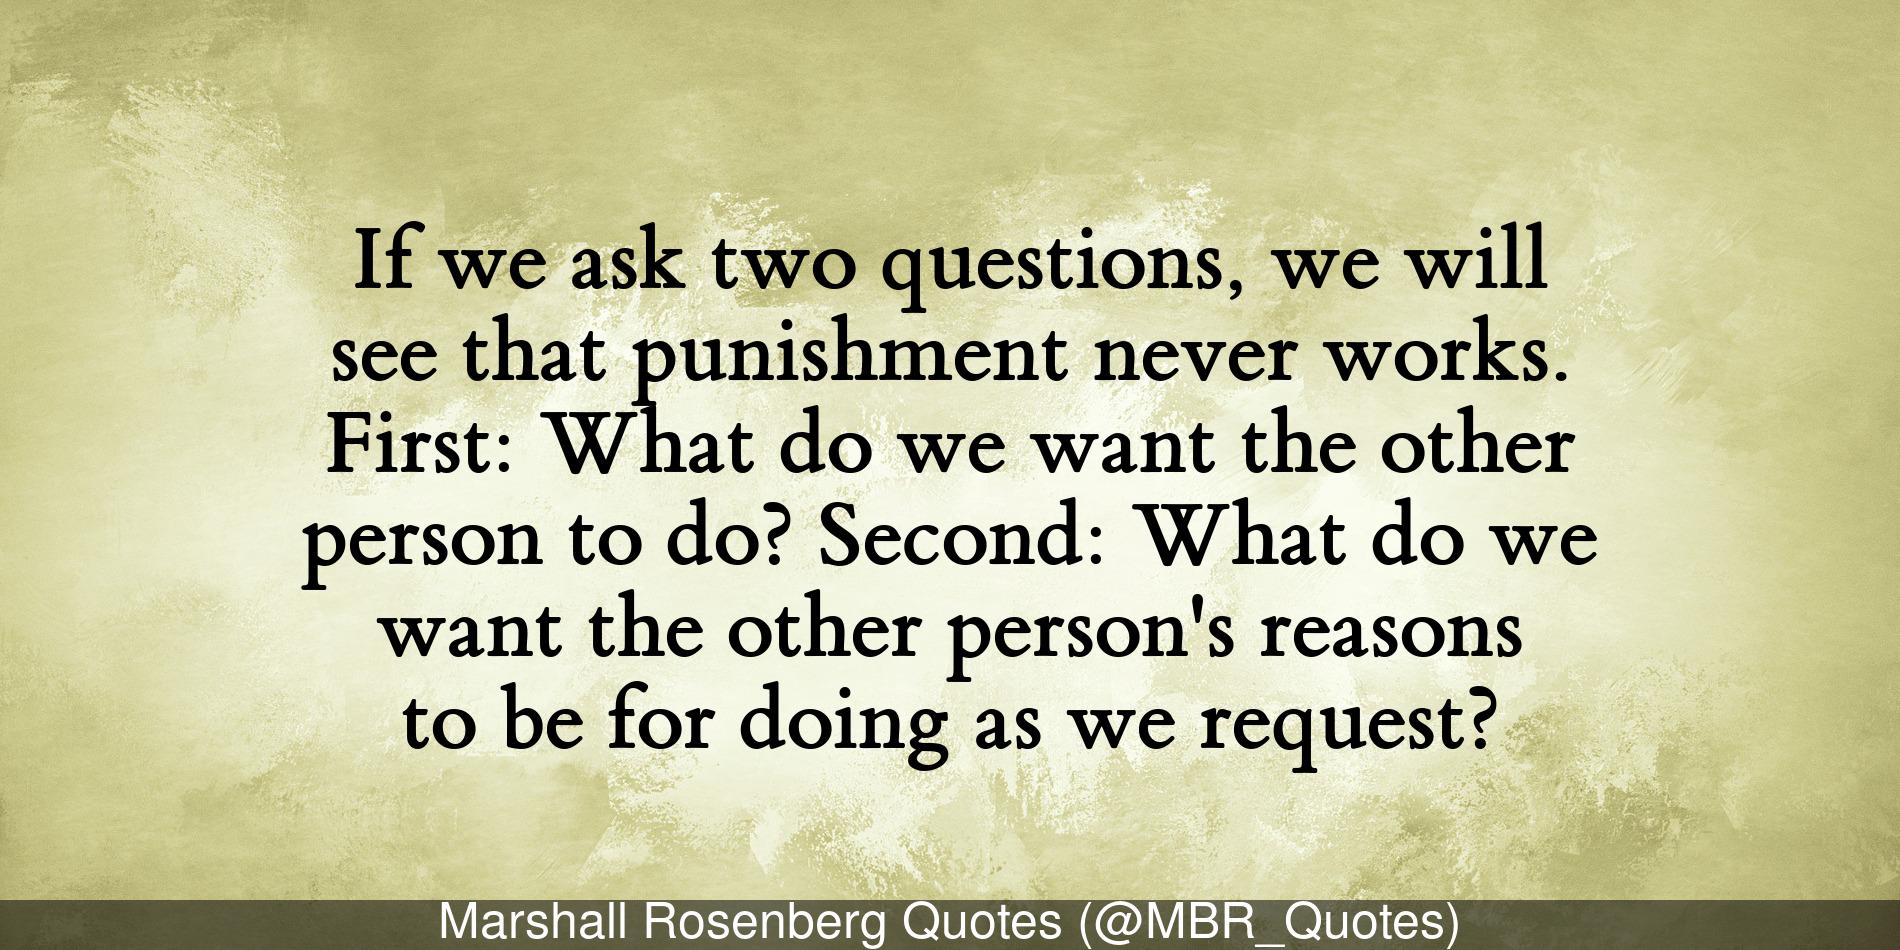 If we ask two questions, we will
see that punishment never works.
First: What do we want the other
person to do? Second: What do we
want the other person's reasons
to be for doing as we request?
Marshall Rosenberg Quotes (@MBR_Quotes)